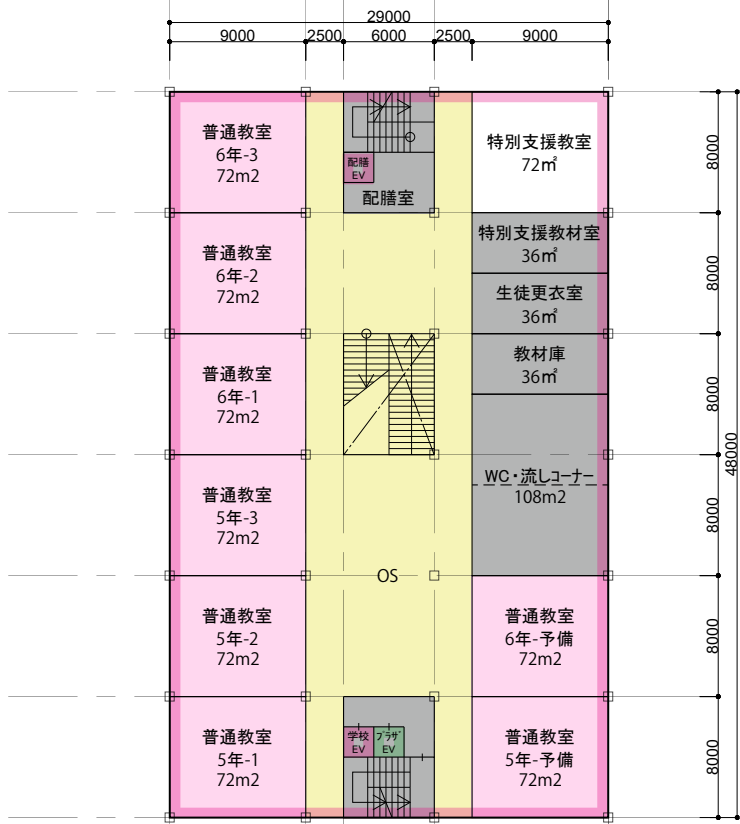 29000
9000
2500
6000
2500
9000
普通教室
6年-3
72m2
配膳
EV
配膳室
特別支援教室
72㎡
8000
普通教室
6年-2
72m2
特別支援教材室
36㎡
生徒更衣室
36㎡
8000
普通教室
6年-1
72m2
教材庫
36㎡
8000
48000
普通教室
5年-3
72m2
WC・流しコーナー
108m2
8000
OS
普通教室
5年-2
72m2
普通教室
6年-予備
72m2
8000
普通教室
5年-1
72m2
学校
EV
プラザ
EV
普通教室
5年-予備
72m2
8000